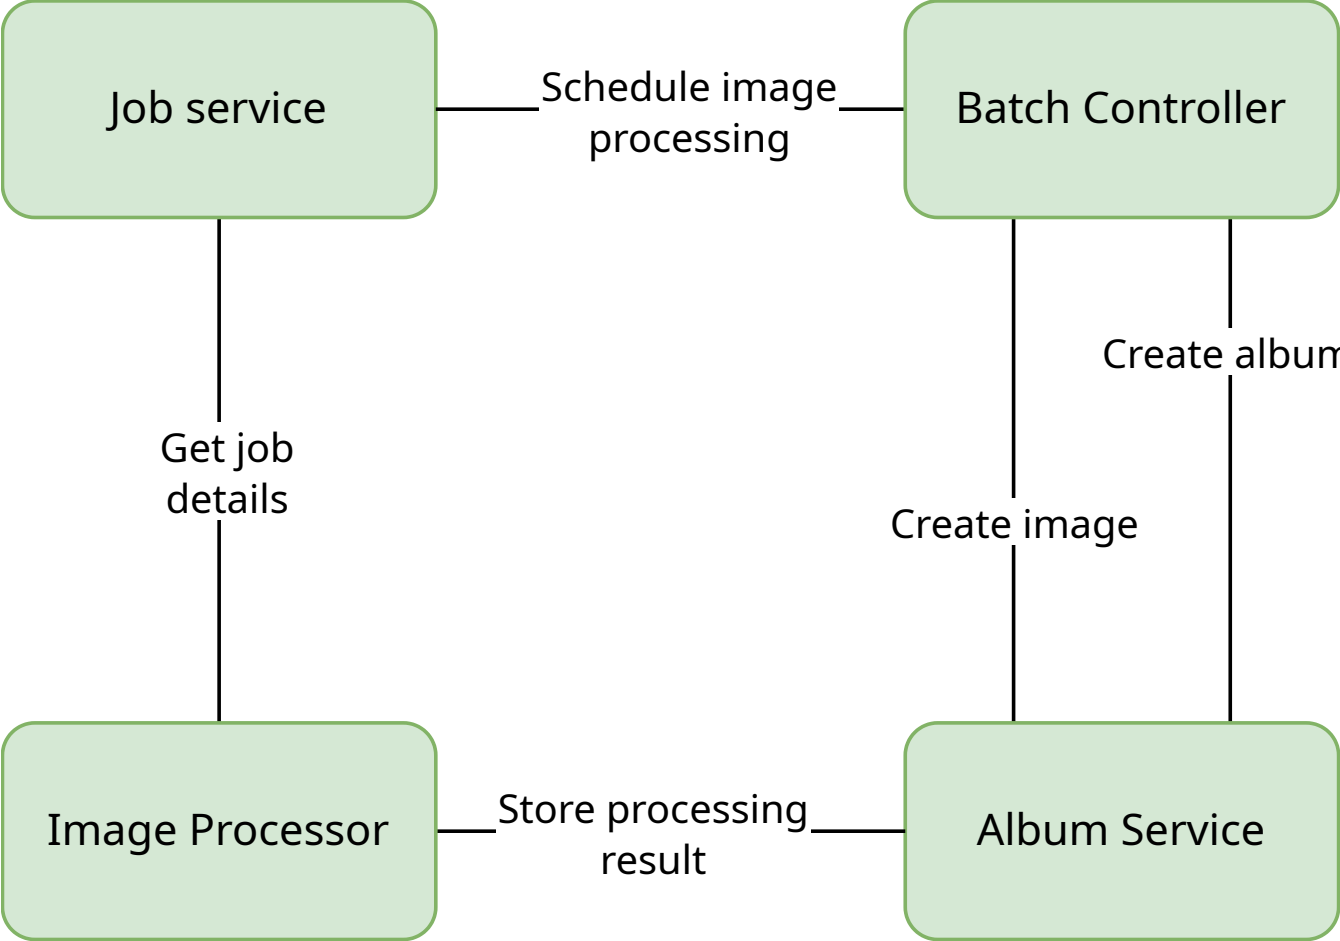 Job service
Schedule image
processing
Batch Controller
Create album
Get job
details
Create image
Image Processor
Store processing
result
Album Service